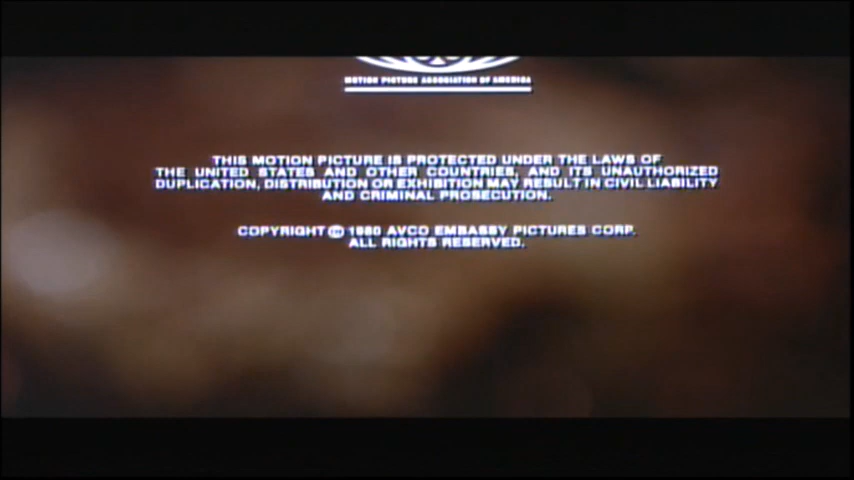 MOTION PICTURE ASSOCIATION OF AMERICA
THIS MOTION PICTURE IS PROTECTED UNDER THE LAWS OF
THE UNITED STATES AND OTHER COUNTRIES, AND ITS UNAUTHORIZED
DUPLICATION, DISTRIBUTION OR EXHIBITION MAY RESULT IN CIVIL LIABILITY
AND CRIMINAL PROSECUTION.
COPYRIGHT © 1980 AVCO EMBASSY PICTURES CORP.
ALL RIGHTS RESERVED.